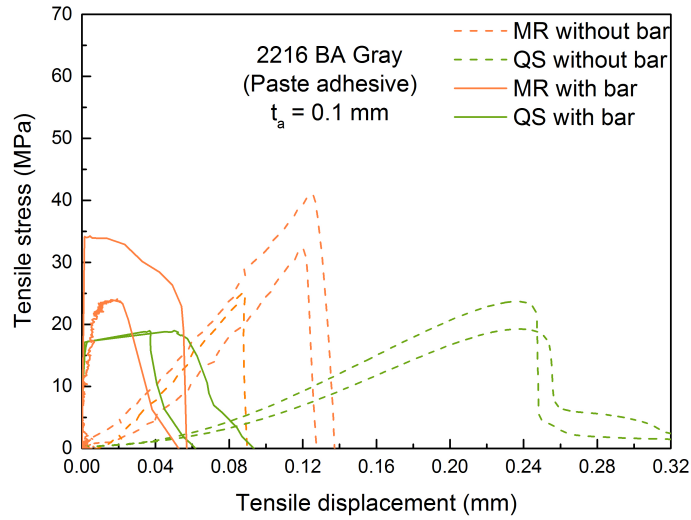 70
60
50
40
30
20
10
0
Tensile stress (MPa)
2216 BA Gray
(Paste adhesive)
tₐ = 0.1 mm
MR without bar
QS without bar
MR with bar
QS with bar
0.00 0.04 0.08 0.12 0.16 0.20 0.24 0.28 0.32
Tensile displacement (mm)